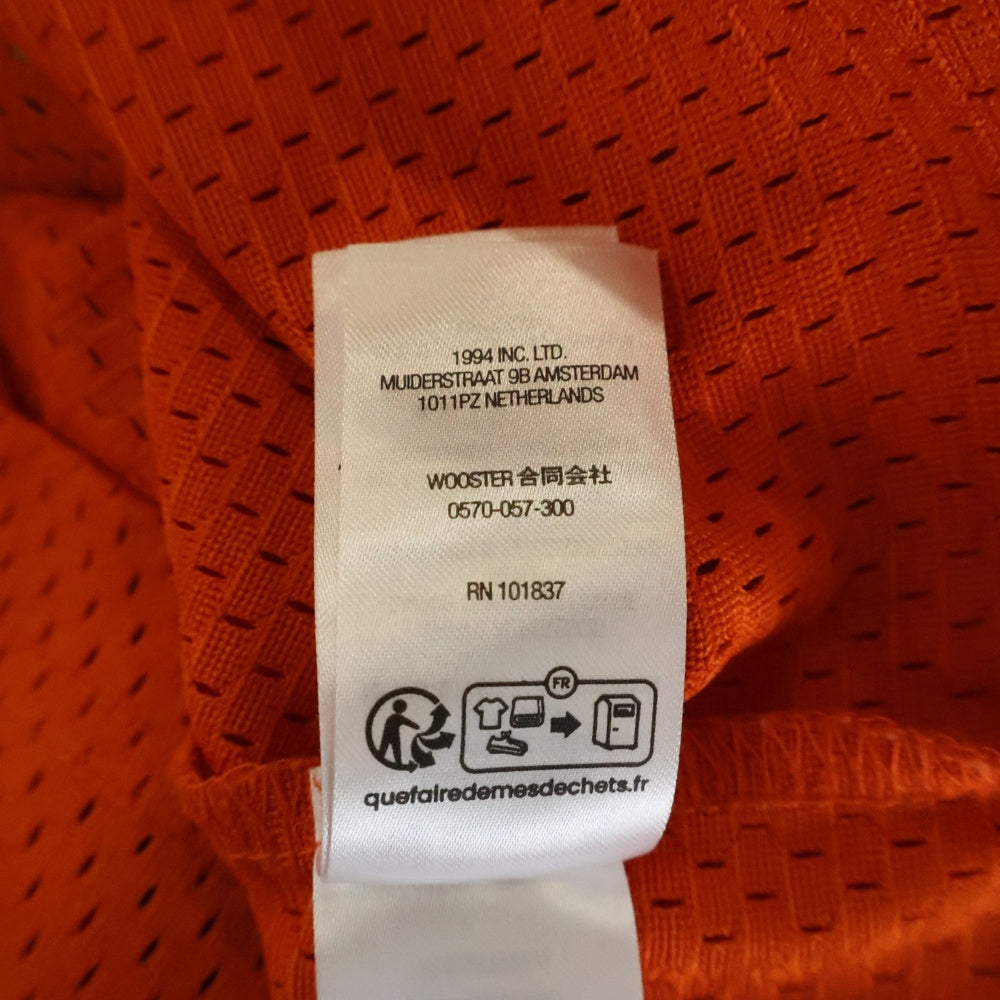 1994 INC. LTD.
MUIDERSTRAAT 9B AMSTERDAM
1011PZ NETHERLANDS
WOOSTER 合同会社
0570-057-300
RN 101837
FR
quefairedemesdechets.fr